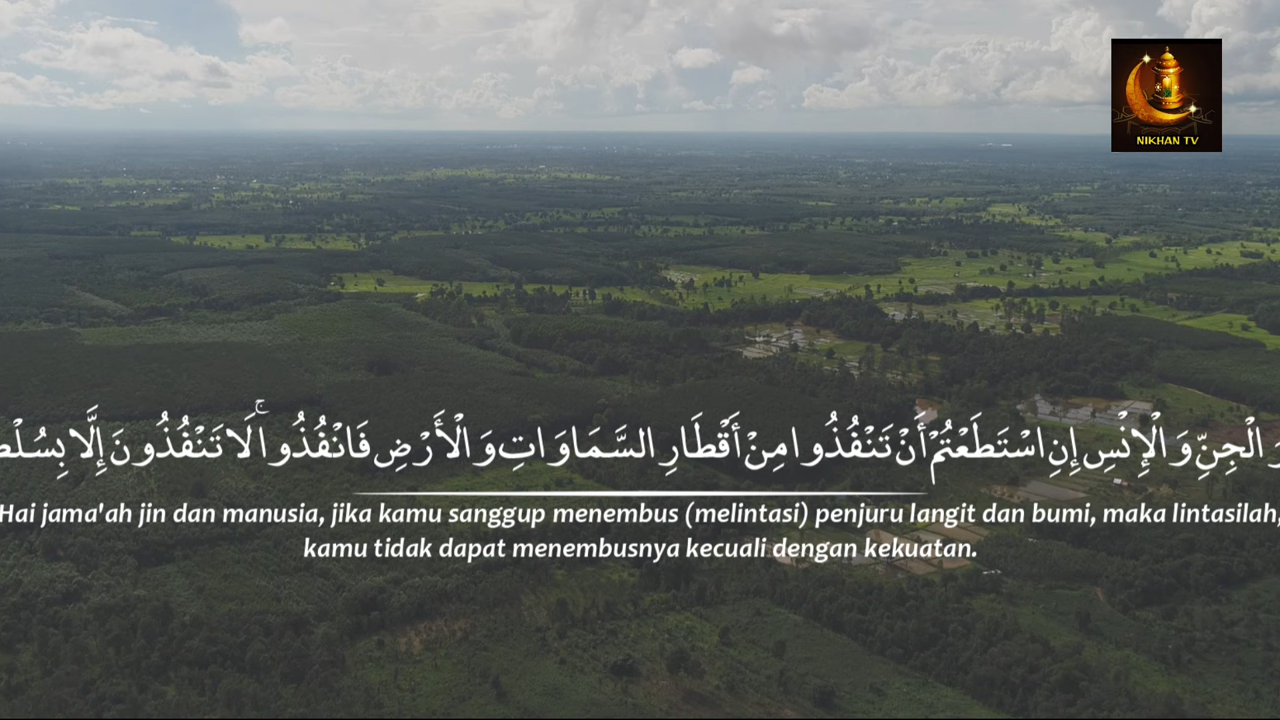 NIKHAN TV
الْجِنِّ وَالْإِنْسِ إِنِ اسْتَطَعْتُمْ أَنْ تَنْفُذُوا مِنْ أَقْطَارِ السَّمَاوَاتِ وَالْأَرْضِ فَانْفُذُوا ۚ لَا تَنْفُذُونَ إِلَّا
Hai jama'ah jin dan manusia, jika kamu sanggup menembus (melintasi) penjuru langit dan bumi, maka lintasilah,
kamu tidak dapat menembusnya kecuali dengan kekuatan.